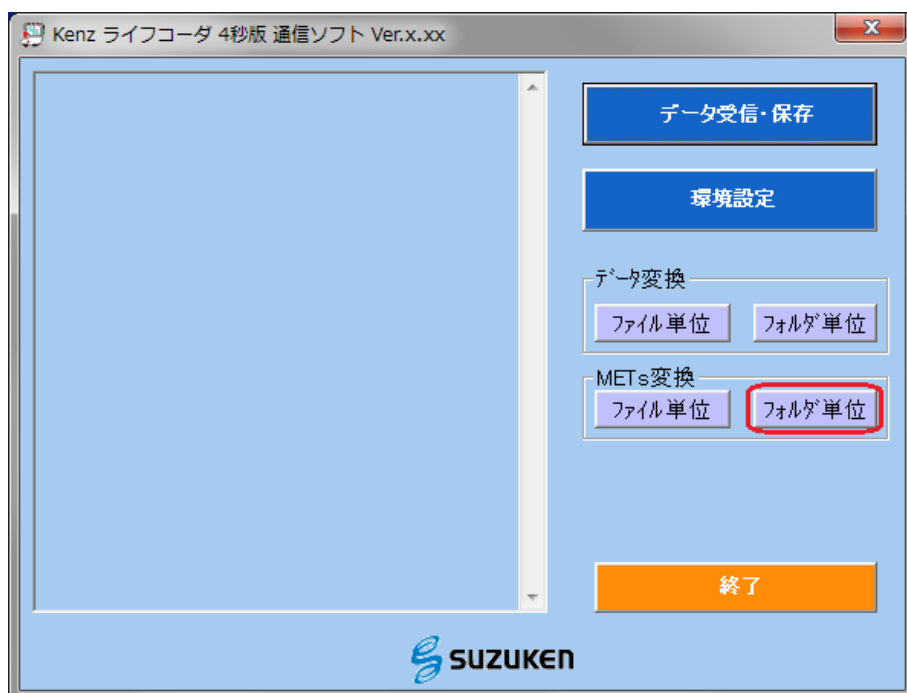 Kenz ライフコーダ 4秒版 通信ソフト Ver.x.xx
データ受信・保存
環境設定
データ変換
ファイル単位
フォルダ単位
METs変換
ファイル単位
フォルダ単位
終了
SUZUKEN